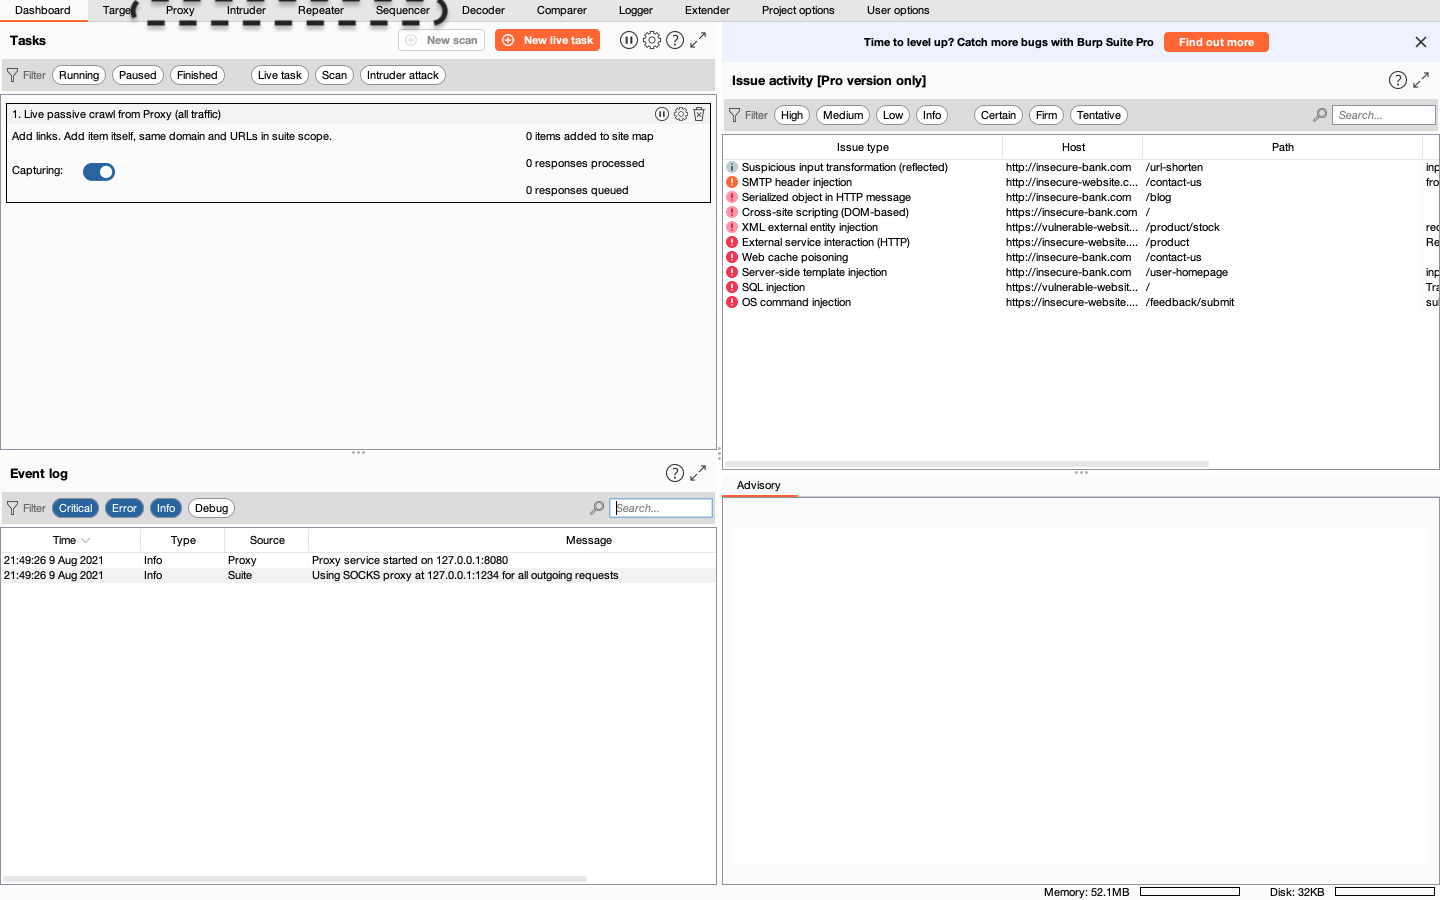 Dashboard Proxy Intruder Repeater Sequencer Decoder Comparer Logger Extender Project options User options
Tasks
New scan New live task
Filter Running Paused Finished Live task Scan Intruder attack
1. Live passive crawl from Proxy (all traffic)
Add links. Add item itself, same domain and URLs in suite scope.
0 items added to site map
Capturing:
0 responses processed
0 responses queued
Event log
Filter Critical Error Info Debug Search...
Time Type Source Message
21:49:26 9 Aug 2021 Info Proxy Proxy service started on 127.0.0.1:8080
21:49:26 9 Aug 2021 Info Suite Using SOCKS proxy at 127.0.0.1:1234 for all outgoing requests
Time to level up? Catch more bugs with Burp Suite Pro Find out more
Issue activity [Pro version only]
Filter High Medium Low Info Certain Firm Tentative Search...
Issue type Host Path
Suspicious input transformation (reflected) http://insecure-bank.com /url-shorten inp
SMTP header injection http://insecure-website.c... /contact-us fro
Serialized object in HTTP message http://insecure-bank.com /blog
Cross-site scripting (DOM-based) https://insecure-bank.com /
XML external entity injection https://vulnerable-websit... /product/stock rec
External service interaction (HTTP) https://insecure-website.... /product Re
Web cache poisoning http://insecure-bank.com /contact-us
Server-side template injection http://insecure-bank.com /user-homepage inp
SQL injection https://vulnerable-websit... / Tra
OS command injection https://insecure-website.... /feedback/submit sul
Advisory
Memory: 52.1MB Disk: 32KB